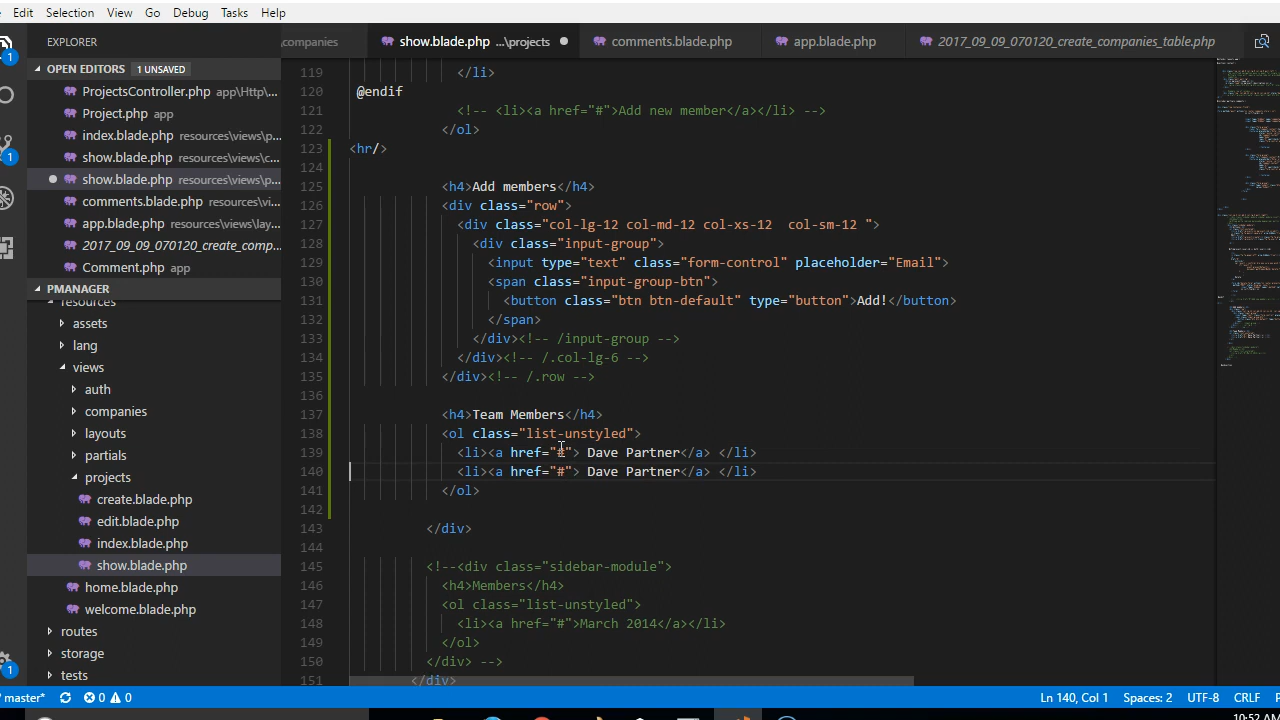 Edit Selection View Go Debug Tasks Help
EXPLORER
OPEN EDITORS 1 UNSAVED
ProjectsController.php app\Http\...
Project.php app
index.blade.php resources\views\p...
show.blade.php resources\views\c...
show.blade.php resources\views\p...
comments.blade.php resources\vi...
app.blade.php resources\views\lay...
2017_09_09_070120_create_comp...
Comment.php app
PMANAGER
resources
assets
lang
views
auth
companies
layouts
partials
projects
create.blade.php
edit.blade.php
index.blade.php
show.blade.php
home.blade.php
welcome.blade.php
routes
storage
tests
\companies show.blade.php ...\projects comments.blade.php app.blade.php 2017_09_09_070120_create_companies_table.php
119 </li>
120 @endif
121 <!-- <li><a href="#">Add new member</a></li> -->
122 </ol>
123 <hr/>
124
125 <h4>Add members</h4>
126 <div class="row">
127 <div class="col-lg-12 col-md-12 col-xs-12  col-sm-12 ">
128 <div class="input-group">
129 <input type="text" class="form-control" placeholder="Email">
130 <span class="input-group-btn">
131 <button class="btn btn-default" type="button">Add!</button>
132 </span>
133 </div><!-- /input-group -->
134 </div><!-- /.col-lg-6 -->
135 </div><!-- /.row -->
136
137 <h4>Team Members</h4>
138 <ol class="list-unstyled">
139 <li><a href="#"> Dave Partner</a> </li>
140 <li><a href="#"> Dave Partner</a> </li>
141 </ol>
142
143 </div>
144
145 <!--<div class="sidebar-module">
146 <h4>Members</h4>
147 <ol class="list-unstyled">
148 <li><a href="#">March 2014</a></li>
149 </ol>
150 </div> -->
151 </div>
master* 0 0 Ln 140, Col 1 Spaces: 2 UTF-8 CRLF
10:52 AM